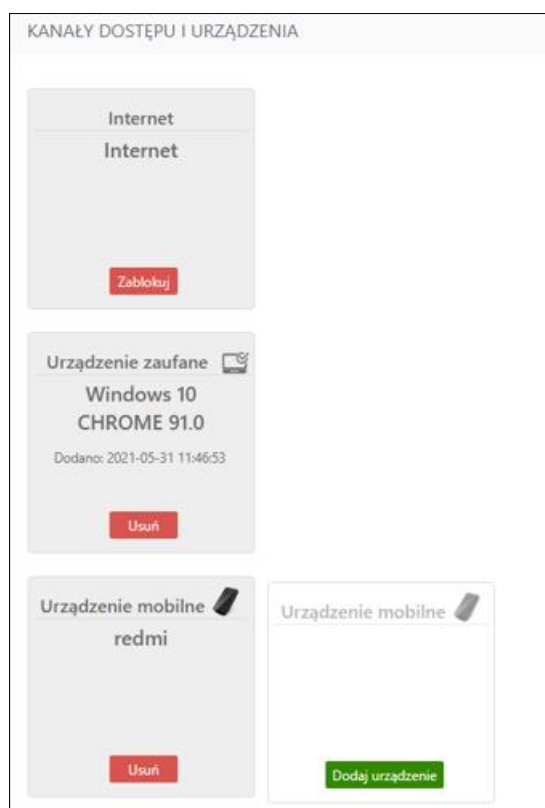 KANAŁY DOSTĘPU I URZĄDZENIA
Internet
Internet
Zablokuj
Urządzenie zaufane
Windows 10
CHROME 91.0
Dodano: 2021-05-31 11:46:53
Usuń
Urządzenie mobilne
redmi
Usuń
Urządzenie mobilne
Dodaj urządzenie